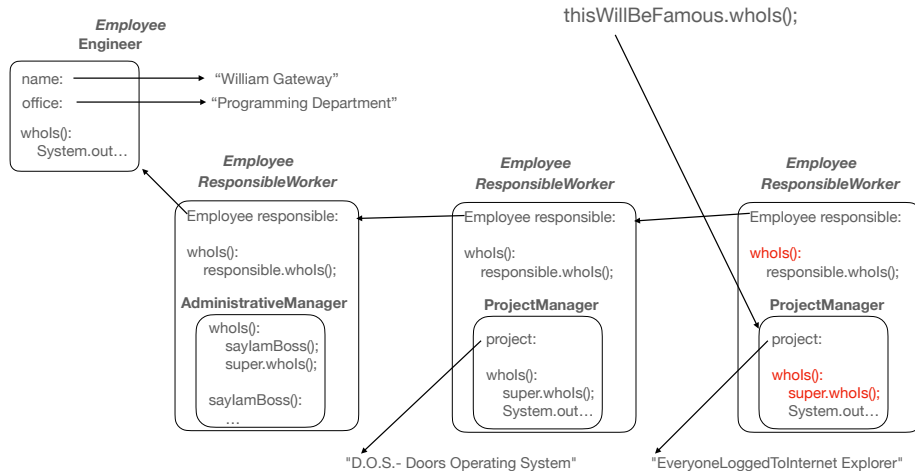 thisWillBeFamous.whoIs();
Employee
Engineer
name:
"William Gateway"
office:
"Programming Department"
whoIs():
System.out…
Employee
ResponsibleWorker
Employee responsible:
whoIs():
responsible.whoIs();
AdministrativeManager
whoIs():
sayIamBoss();
super.whoIs();
sayIamBoss():
…
Employee
ResponsibleWorker
Employee responsible:
whoIs():
responsible.whoIs();
ProjectManager
project:
whoIs():
super.whoIs();
System.out…
"D.O.S.- Doors Operating System"
Employee
ResponsibleWorker
Employee responsible:
whoIs():
responsible.whoIs();
ProjectManager
project:
whoIs():
super.whoIs();
System.out…
"EveryoneLoggedToInternet Explorer"